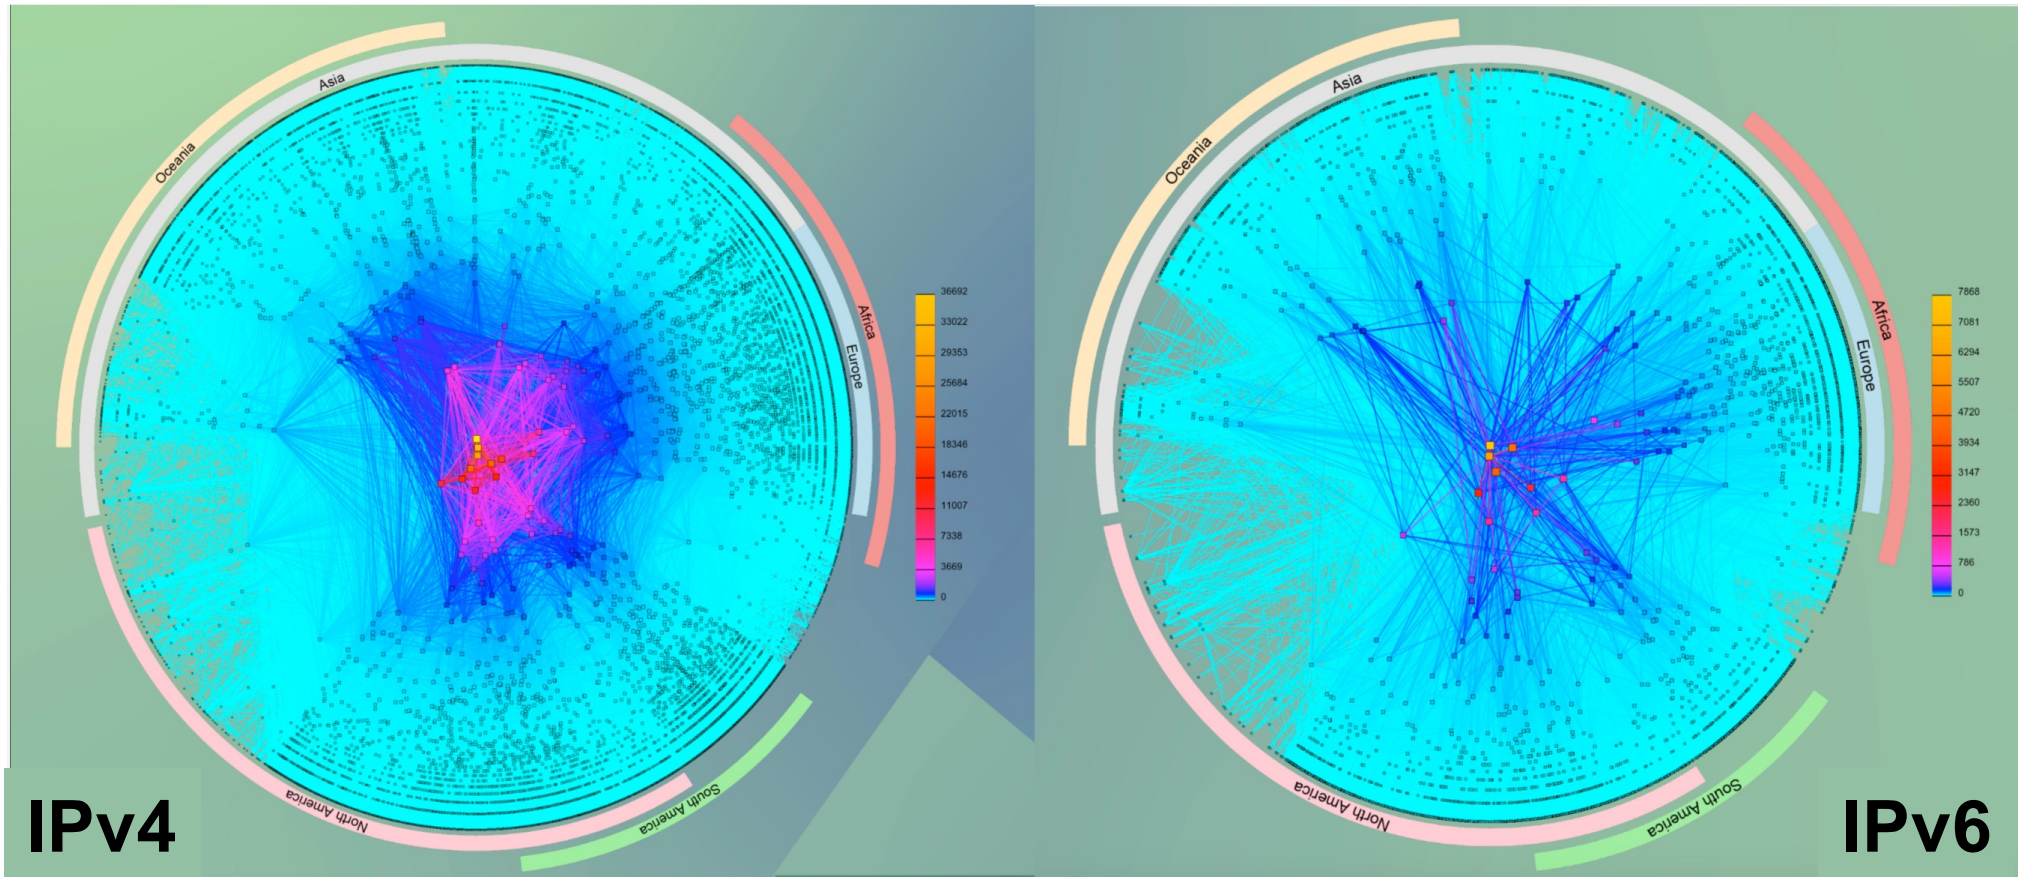 Asia
Oceania
Africa
Europe
North America
South America
36692
33022
29353
25684
22015
18346
14676
11007
7338
3669
0
IPv4
Asia
Oceania
Africa
Europe
North America
South America
7868
7081
6294
5507
4720
3934
3147
2360
1573
786
0
IPv6